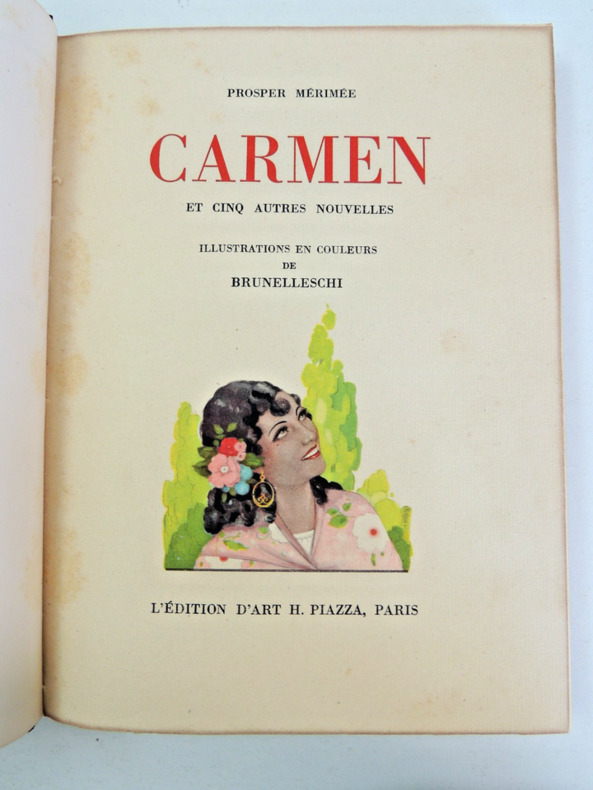 PROSPER MÉRIMÉE
CARMEN
ET CINQ AUTRES NOUVELLES
ILLUSTRATIONS EN COULEURS
DE
BRUNELLESCHI
L'ÉDITION D'ART H. PIAZZA, PARIS